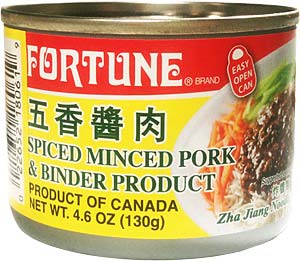 FORTUNE® BRAND
EASY
OPEN
CAN
五香醬肉
SPICED MINCED PORK
& BINDER PRODUCT
PRODUCT OF CANADA
NET WT. 4.6 OZ (130g)
Zha Jiang Noodle